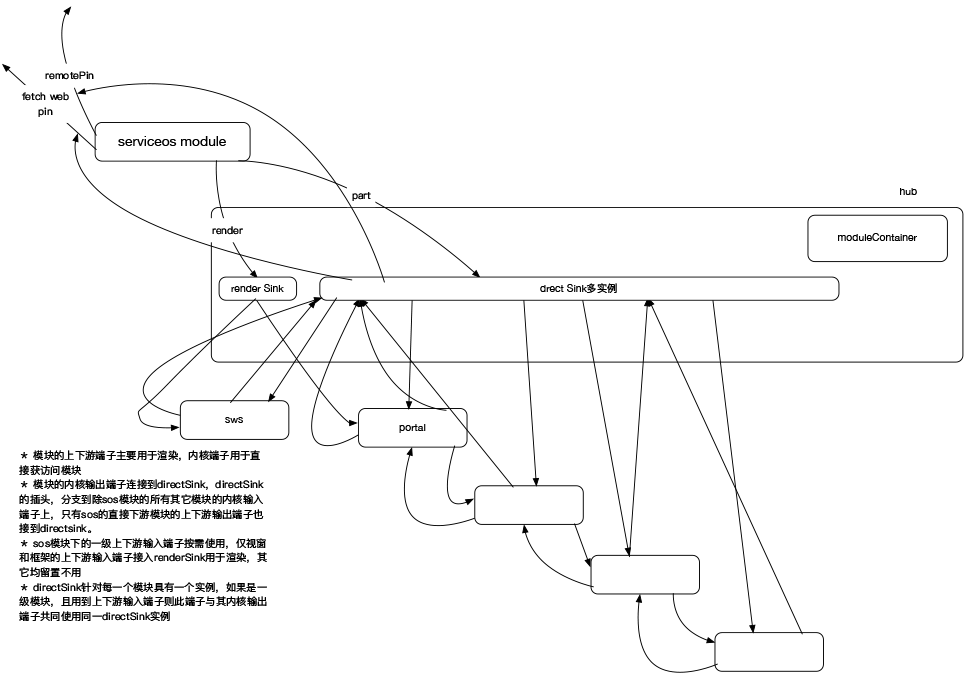 remotePin
fetch web
pin
serviceos module
part
hub
render
moduleContainer
render Sink
drect Sink多实例
sws
portal
* 模块的上下游端子主要用于渲染，内核端子用于直
接获访问模块
* 模块的内核输出端子连接到directSink，directSink
的插头，分支到除sos模块的所有其它模块的内核输入
端子上，只有sos的直接下游模块的上下游输出端子也
接到directsink。
* sos模块下的一级上下游输入端子按需使用，仅视窗
和框架的上下游输入端子接入renderSink用于渲染，其
它均留置不用
* directSink针对每一个模块具有一个实例，如果是一
级模块，且用到上下游输入端子则此端子与其内核输出
端子共同使用同一directSink实例